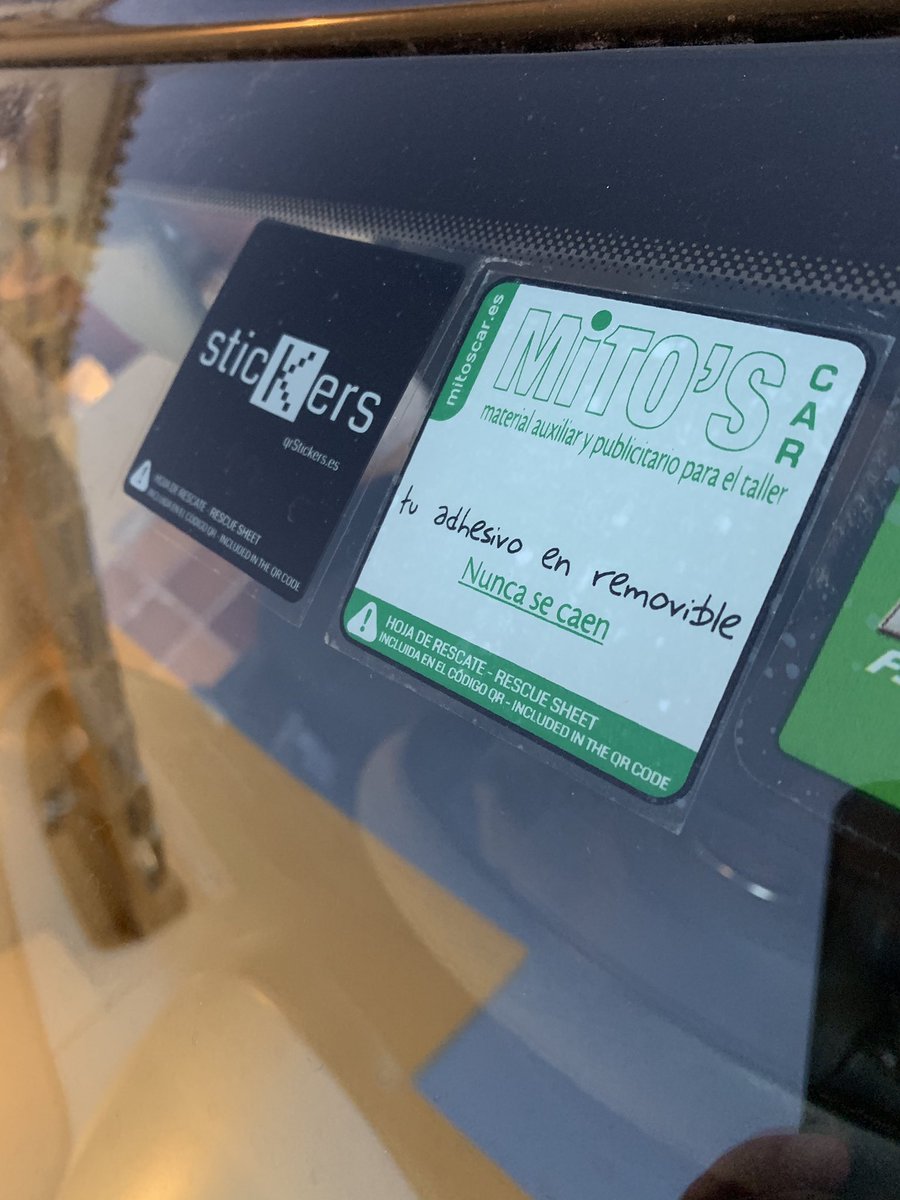 sticKers
qrStickers.es
HOJA DE RESCATE - RESCUE SHEET
INCLUIDA EN EL CÓDIGO QR - INCLUDED IN THE QR CODE
mitoscar.es
MiTO'S
CAR
material auxiliar y publicitario para el taller
tu adhesivo en removible
Nunca se caen
HOJA DE RESCATE - RESCUE SHEET
INCLUIDA EN EL CÓDIGO QR - INCLUDED IN THE QR CODE